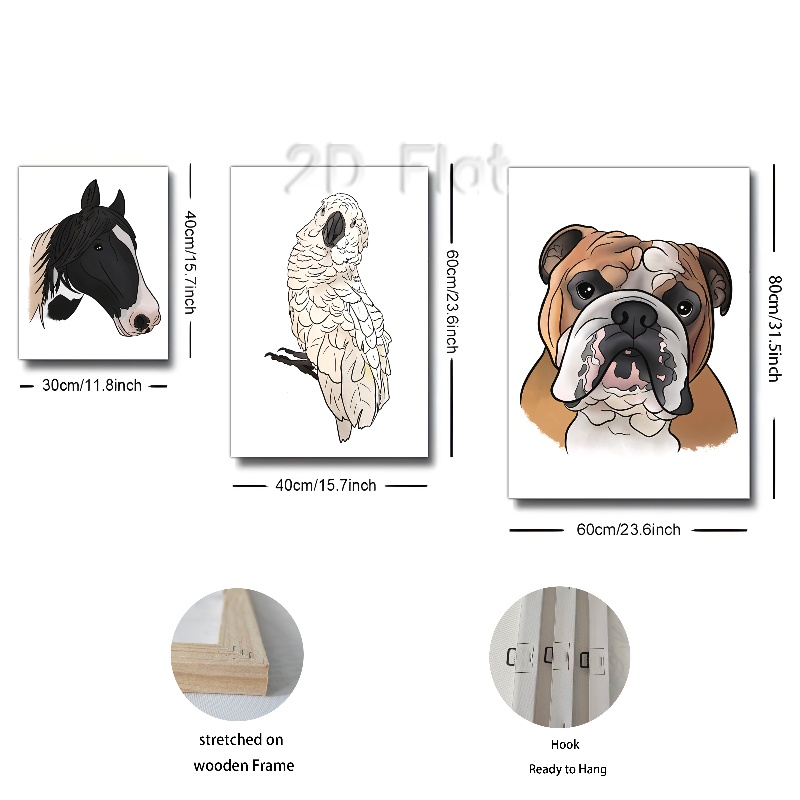 2D Flat
40cm/15.7inch
60cm/23.6inch
80cm/31.5inch
30cm/11.8inch
40cm/15.7inch
60cm/23.6inch
stretched on
wooden Frame
Hook
Ready to Hang